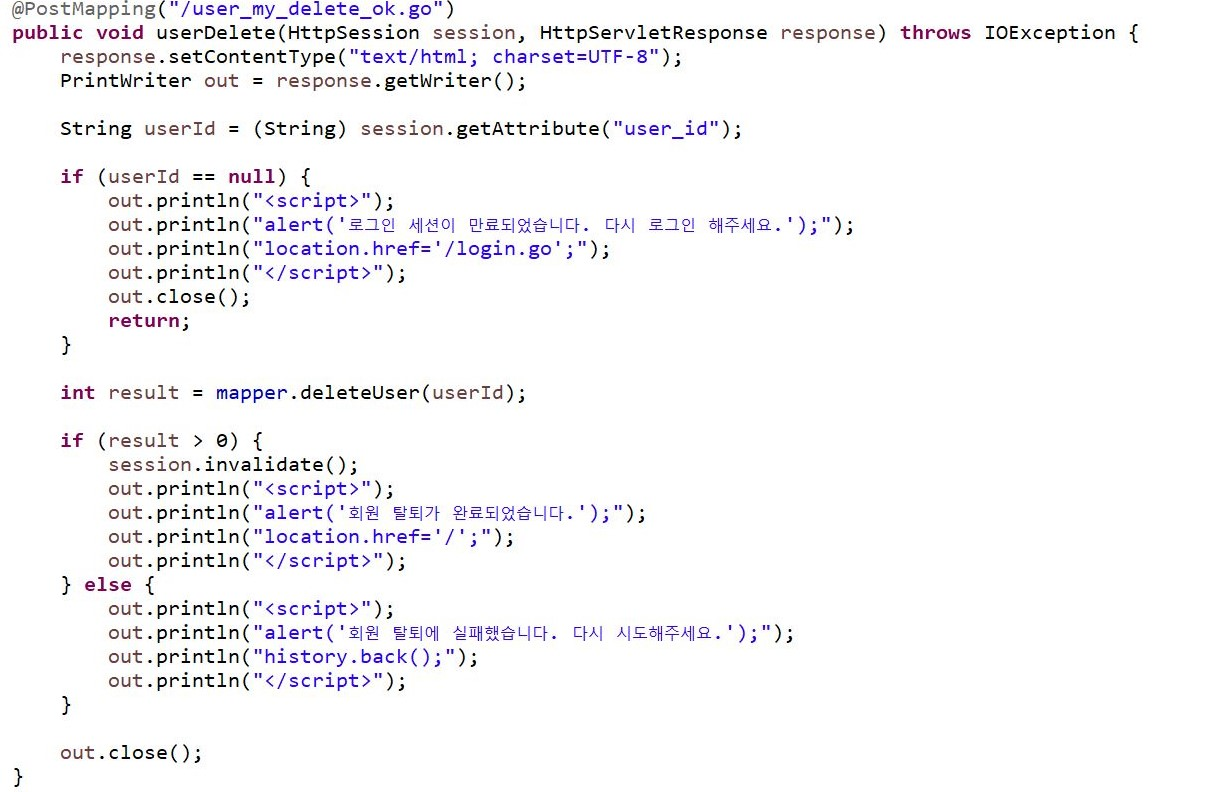 @PostMapping("/user_my_delete_ok.go")
public void userDelete(HttpSession session, HttpServletResponse response) throws IOException {
    response.setContentType("text/html; charset=UTF-8");
    PrintWriter out = response.getWriter();

    String userId = (String) session.getAttribute("user_id");

    if (userId == null) {
        out.println("<script>");
        out.println("alert('로그인 세션이 만료되었습니다. 다시 로그인 해주세요.');");
        out.println("location.href='/login.go';");
        out.println("</script>");
        out.close();
        return;
    }

    int result = mapper.deleteUser(userId);

    if (result > 0) {
        session.invalidate();
        out.println("<script>");
        out.println("alert('회원 탈퇴가 완료되었습니다.');");
        out.println("location.href='/';");
        out.println("</script>");
    } else {
        out.println("<script>");
        out.println("alert('회원 탈퇴에 실패했습니다. 다시 시도해주세요.');");
        out.println("history.back();");
        out.println("</script>");
    }

    out.close();
}